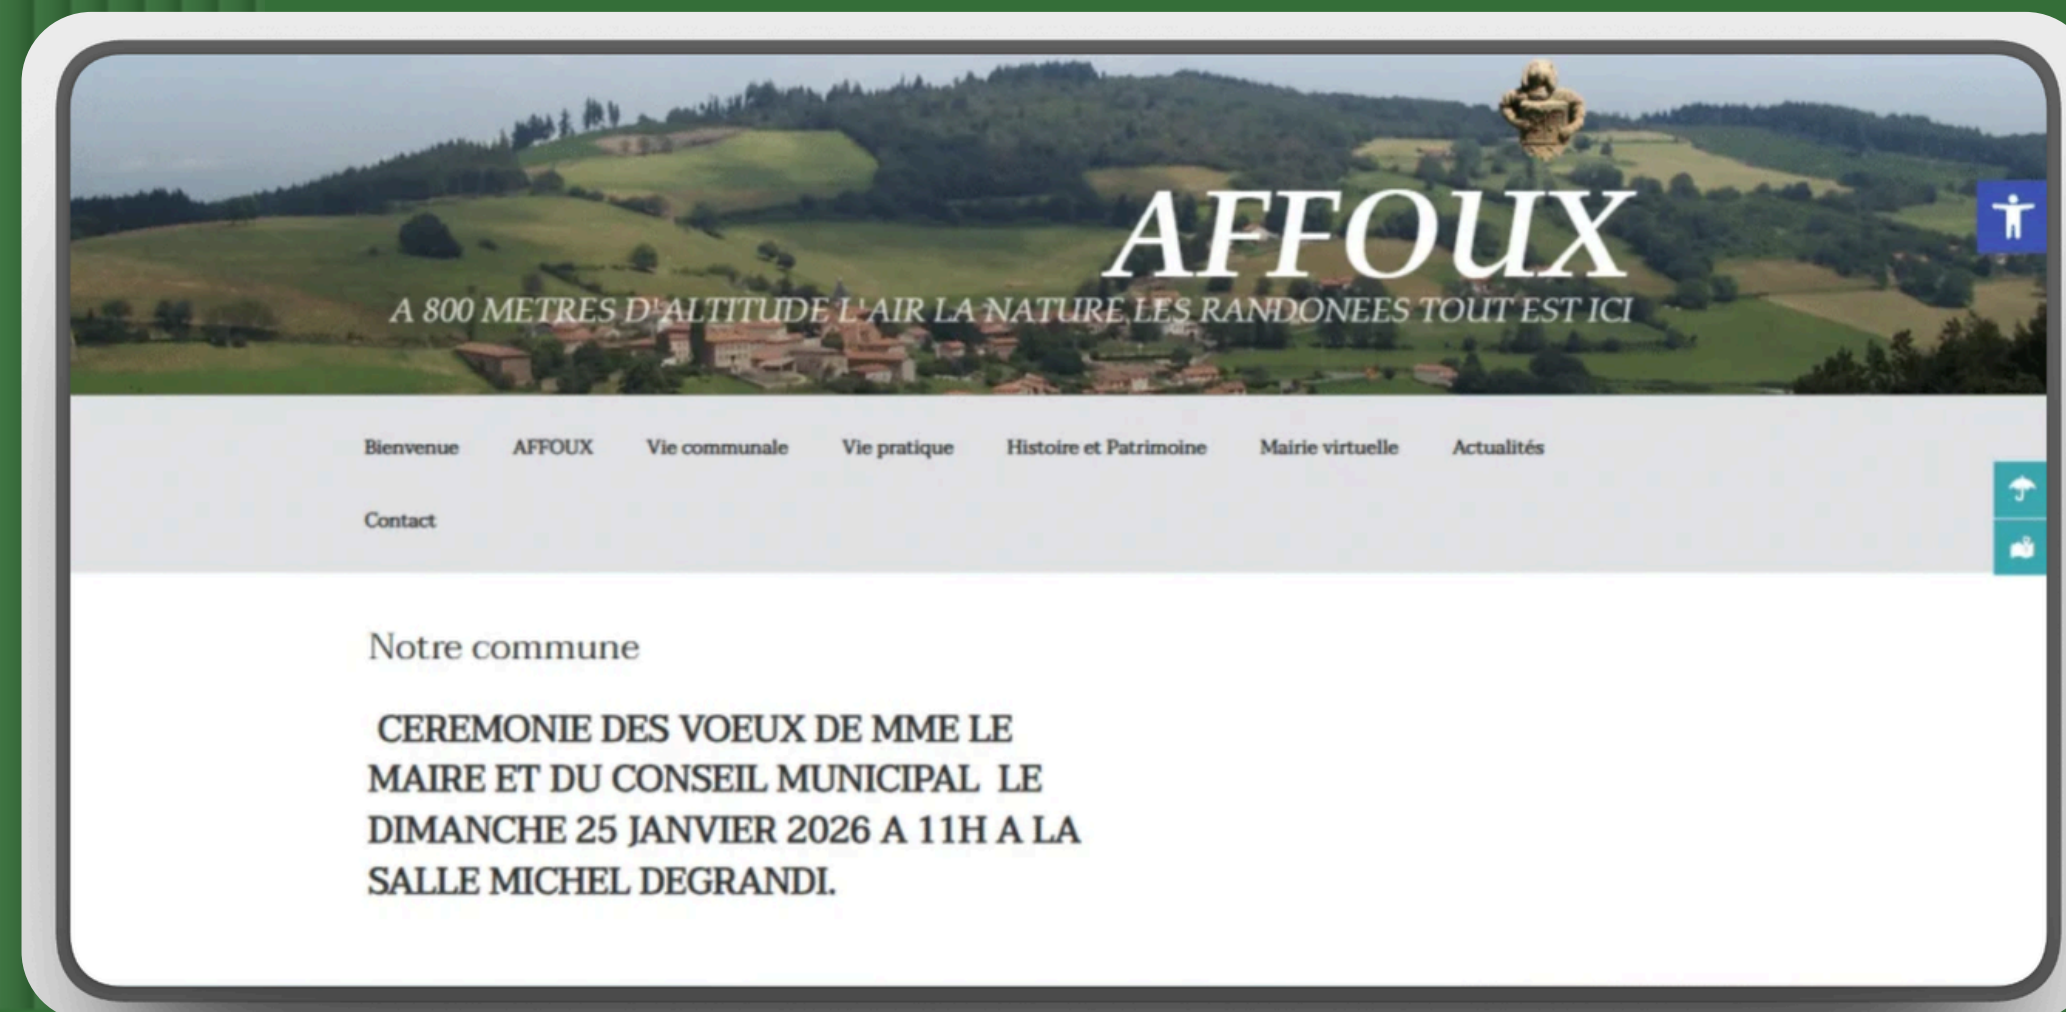 AFFOUX
A 800 METRES D'ALTITUDE L'AIR LA NATURE LES RANDONEES TOUT EST ICI
Bienvenue AFFOUX Vie communale Vie pratique Histoire et Patrimoine Mairie virtuelle Actualités
Contact
Notre commune
CEREMONIE DES VOEUX DE MME LE
MAIRE ET DU CONSEIL MUNICIPAL LE
DIMANCHE 25 JANVIER 2026 A 11H A LA
SALLE MICHEL DEGRANDI.